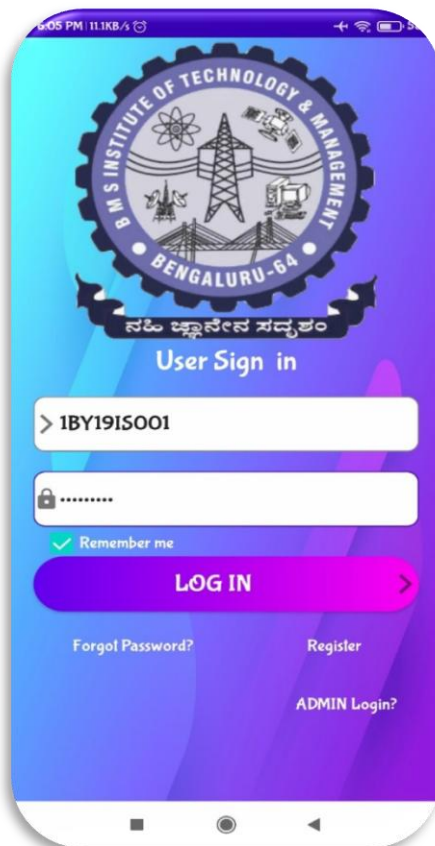 6:05 PM | 11.1KB/s
B M S INSTITUTE OF TECHNOLOGY & MANAGEMENT
BENGALURU-64
ನಹಿ ಜ್ಞಾನೇನ ಸದೃಶಂ
User Sign in
1BY19IS001
•••••••••
Remember me
LOG IN
Forgot Password?
Register
ADMIN Login?